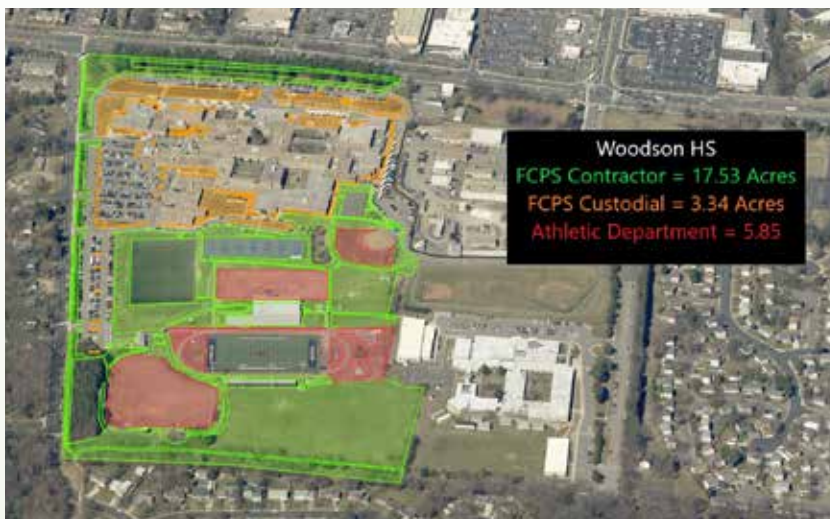 Woodson HS
FCPS Contractor = 17.53 Acres
FCPS Custodial = 3.34 Acres
Athletic Department = 5.85